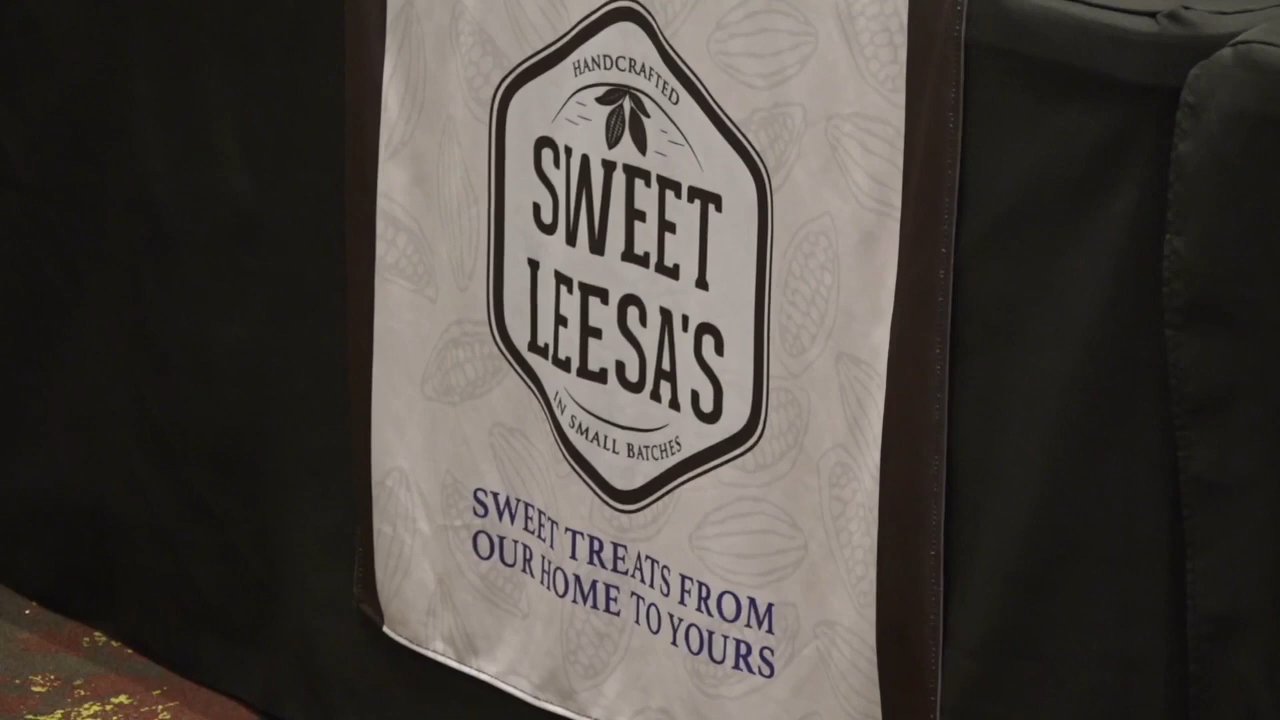 HANDCRAFTED
SWEET
LEESA'S
IN SMALL BATCHES
SWEET TREATS FROM
OUR HOME TO YOURS